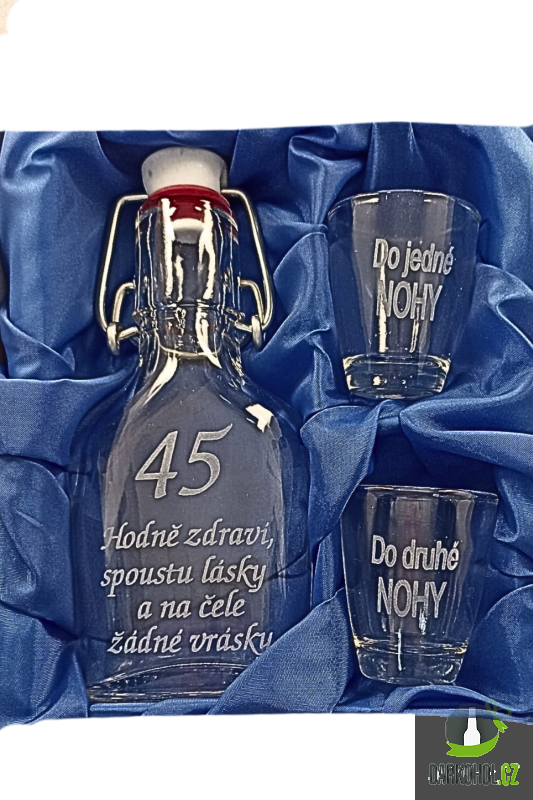 45
Hodně zdraví,
spoustu lásky
a na čele
žádné vrásky
Do jedné
NOHY
Do druhé
NOHY
DARKOHOL.CZ